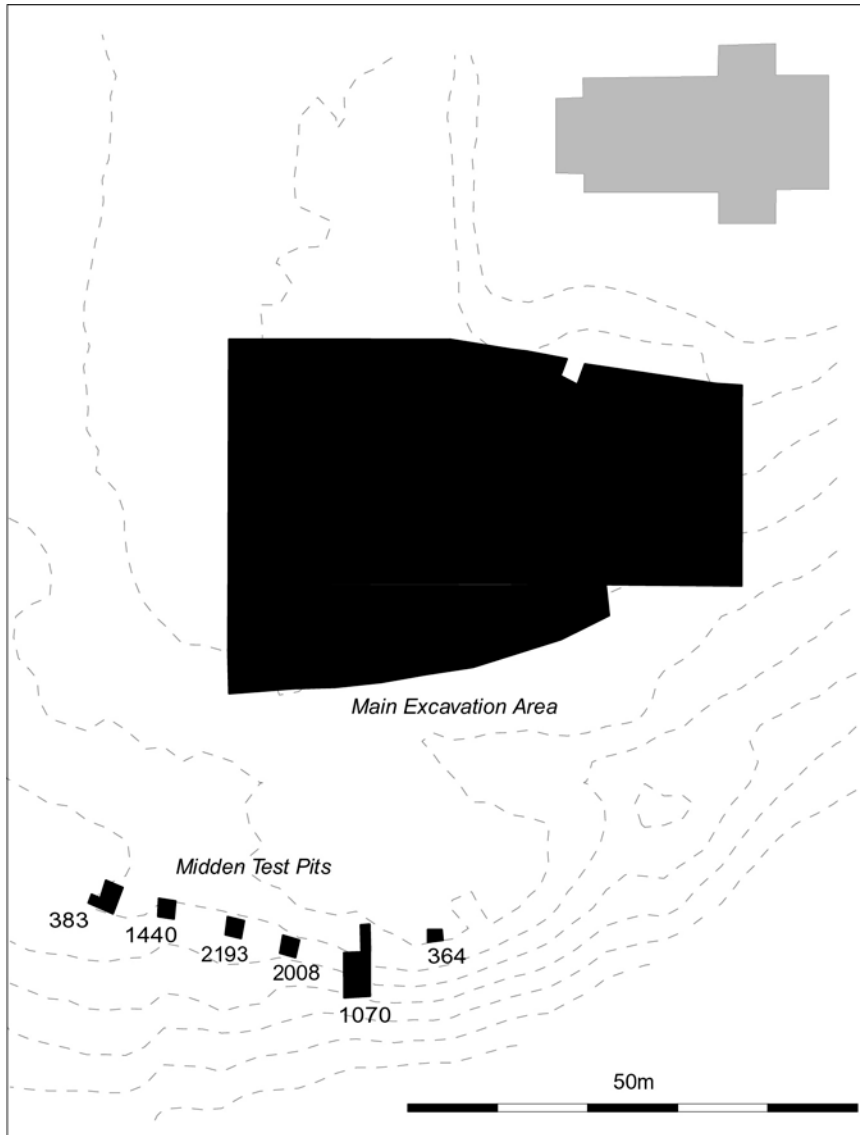 Main Excavation Area
Midden Test Pits
383
1440
2193
2008
1070
364
50m